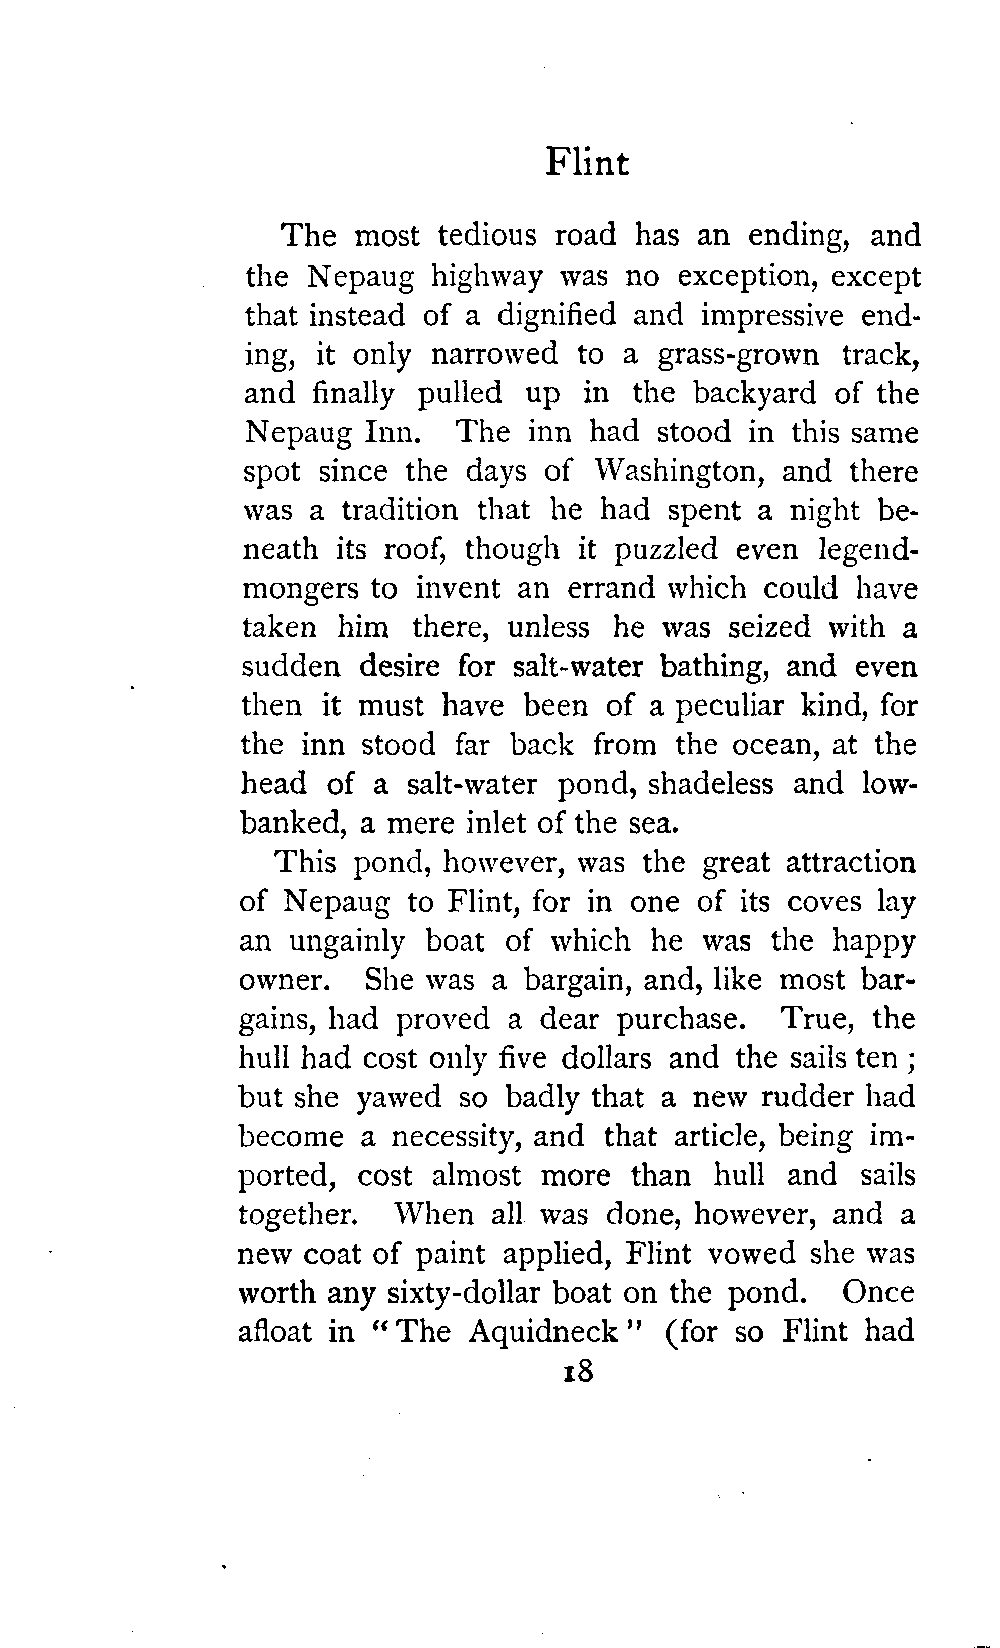 Flint
The most tedious road has an ending, and
the Nepaug highway was no exception, except
that instead of a dignified and impressive end-
ing, it only narrowed to a grass-grown track,
and finally pulled up in the backyard of the
Nepaug Inn. The inn had stood in this same
spot since the days of Washington, and there
was a tradition that he had spent a night be-
neath its roof, though it puzzled even legend-
mongers to invent an errand which could have
taken him there, unless he was seized with a
sudden desire for salt-water bathing, and even
then it must have been of a peculiar kind, for
the inn stood far back from the ocean, at the
head of a salt-water pond, shadeless and low-
banked, a mere inlet of the sea.
This pond, however, was the great attraction
of Nepaug to Flint, for in one of its coves lay
an ungainly boat of which he was the happy
owner. She was a bargain, and, like most bar-
gains, had proved a dear purchase. True, the
hull had cost only five dollars and the sails ten ;
but she yawed so badly that a new rudder had
become a necessity, and that article, being im-
ported, cost almost more than hull and sails
together. When all was done, however, and a
new coat of paint applied, Flint vowed she was
worth any sixty-dollar boat on the pond. Once
afloat in “The Aquidneck” (for so Flint had
18